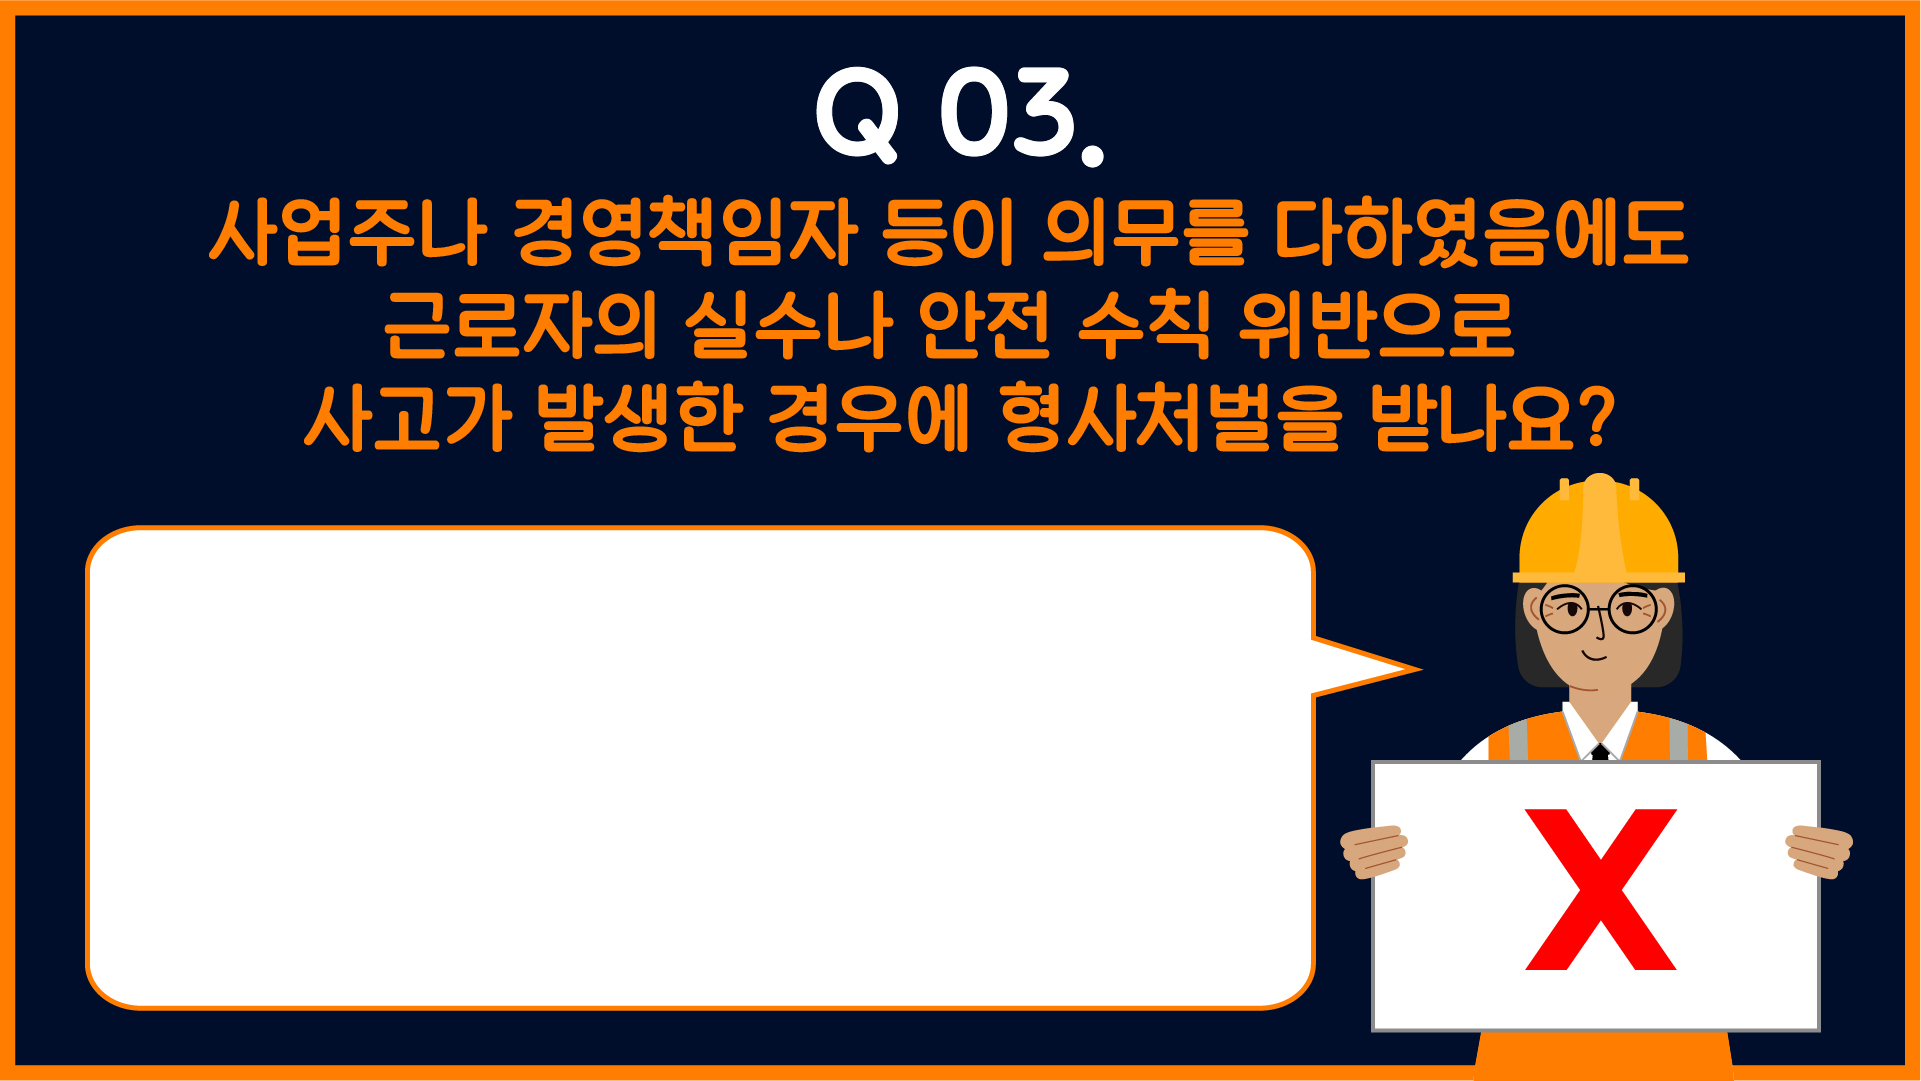 Q 03.
사업주나 경영책임자 등이 의무를 다하였음에도
근로자의 실수나 안전 수칙 위반으로
사고가 발생한 경우에 형사처벌을 받나요?
X